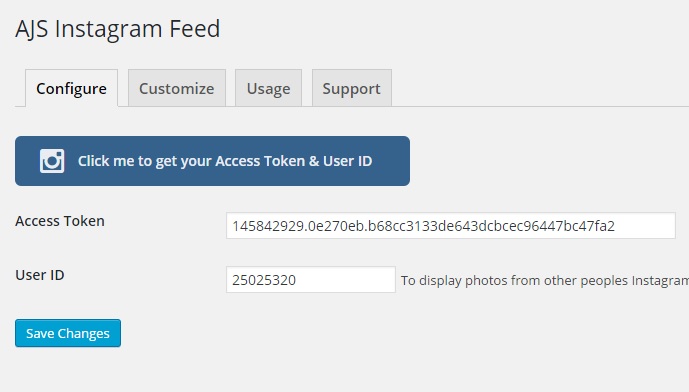 AJS Instagram Feed
Configure Customize Usage Support
Click me to get your Access Token & User ID
Access Token 145842929.0e270eb.b68cc3133de643dcbcec96447bc47fa2
User ID 25025320 To display photos from other peoples Instagram
Save Changes